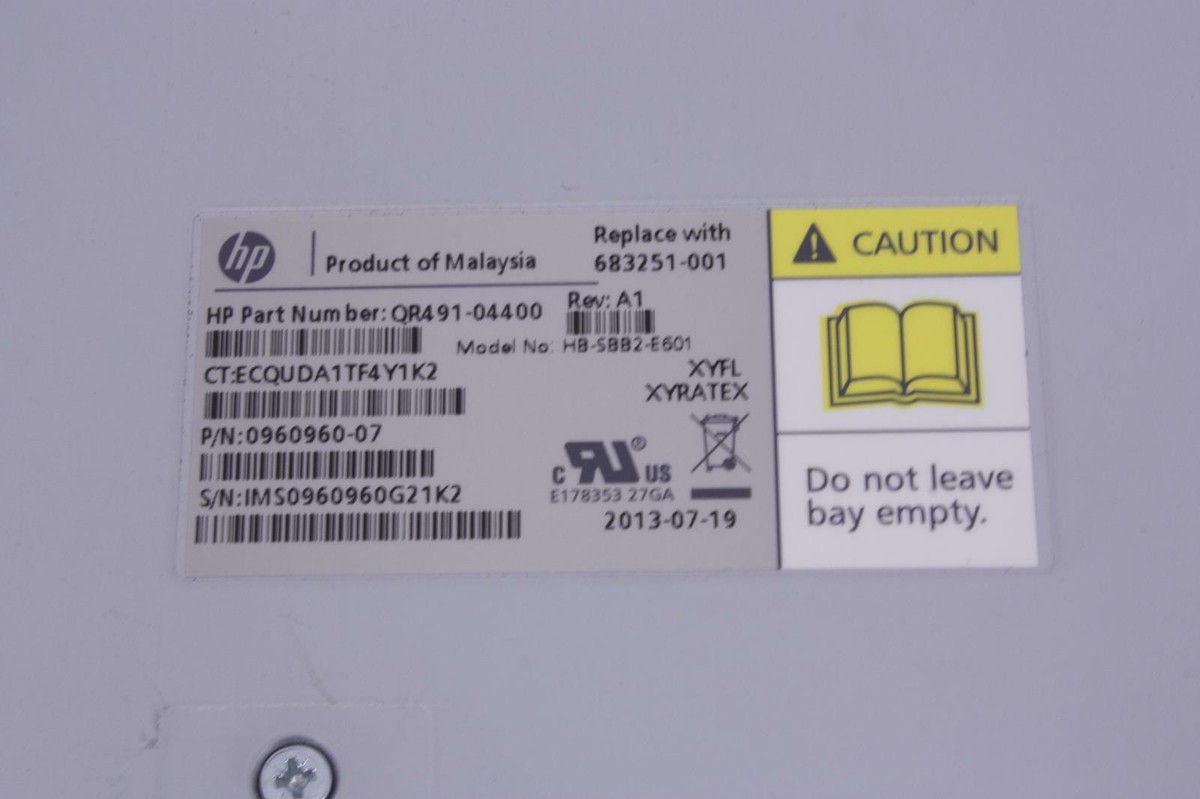 hp
Product of Malaysia
Replace with
683251-001
HP Part Number: QR491-04400
Rev: A1
Model No: HB-SBB2-E601
CT:ECQUDA1TF4Y1K2
XYFL
XYRATEX
P/N:0960960-07
S/N:IMS0960960G21K2
c RU® US
E178353 27GA
2013-07-19
CAUTION
Do not leave
bay empty.